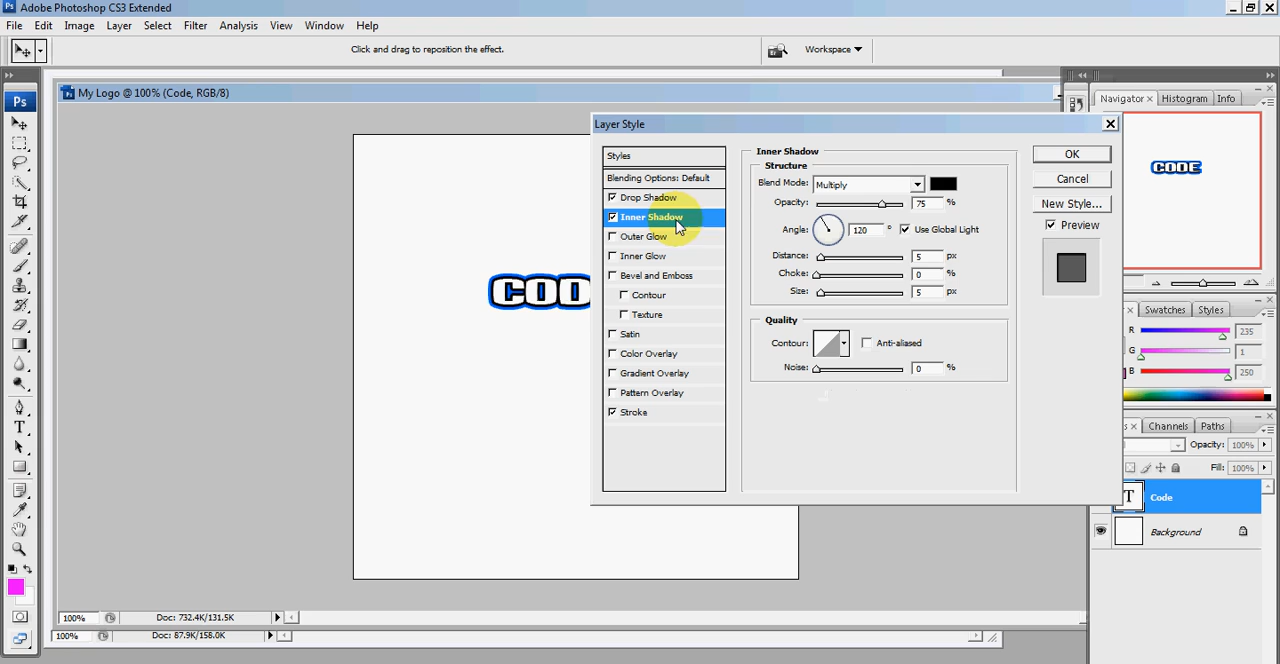 Ps Adobe Photoshop CS3 Extended
File Edit Image Layer Select Filter Analysis View Window Help
Click and drag to reposition the effect. Workspace
My Logo @ 100% (Code, RGB/8)
Ps
Navigator Histogram Info
CODE
COD
Layer Style
Styles
Blending Options: Default
Drop Shadow
Inner Shadow
Outer Glow
Inner Glow
Bevel and Emboss
Contour
Texture
Satin
Color Overlay
Gradient Overlay
Pattern Overlay
Stroke
Inner Shadow
Structure
Blend Mode: Multiply
Opacity: 75 %
Angle: 120 ° Use Global Light
Distance: 5 px
Choke: 0 %
Size: 5 px
Quality
Contour: Anti-aliased
Noise: 0 %
OK
Cancel
New Style...
Preview
Swatches Styles
R 235
G 1
B 250
Channels Paths
Opacity: 100%
Fill: 100%
T Code
Background
100% Doc: 732.4K/131.5K
100% Doc: 87.9K/158.0K